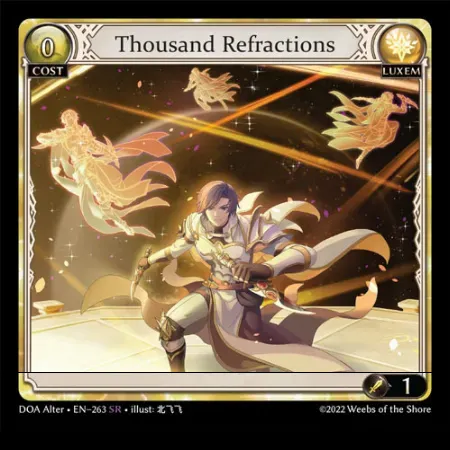 0
Thousand Refractions
COST
LUXEM
1
DOA Alter • EN-263 SR • illust: 北飞飞
©2022 Weebs of the Shore